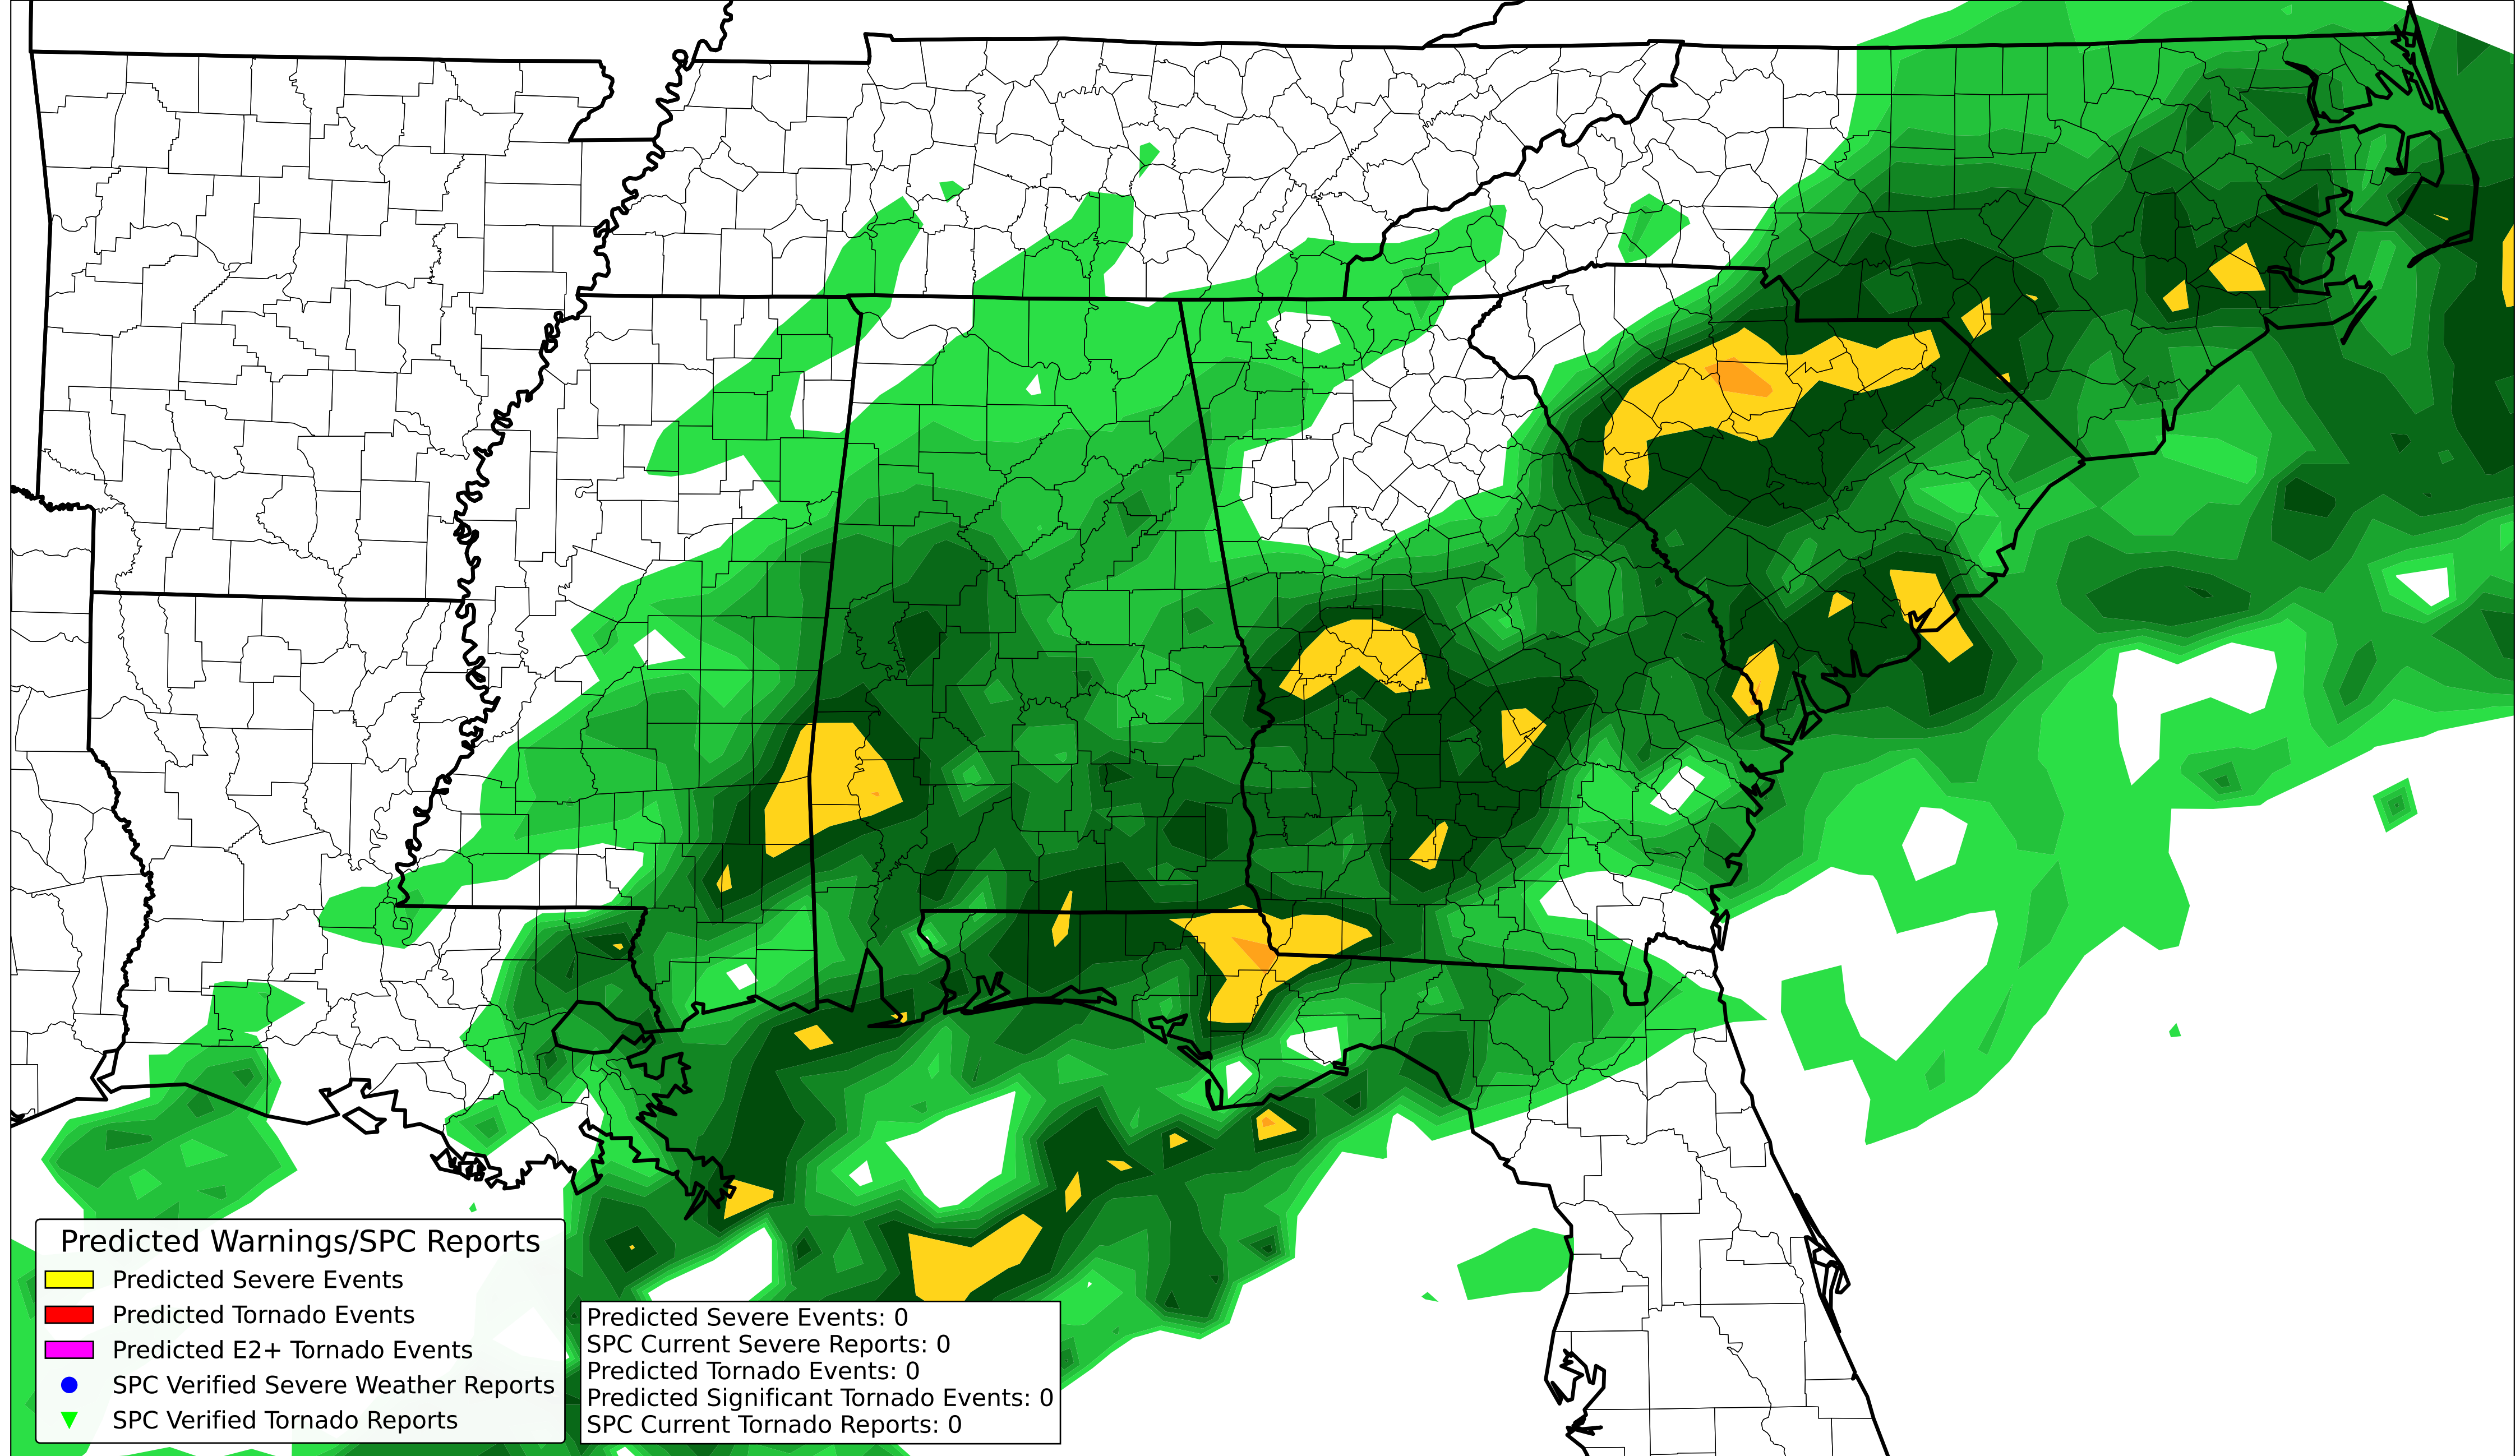 Predicted Warnings/SPC Reports
Predicted Severe Events
Predicted Tornado Events
Predicted E2+ Tornado Events
SPC Verified Severe Weather Reports
SPC Verified Tornado Reports
Predicted Severe Events: 0
SPC Current Severe Reports: 0
Predicted Tornado Events: 0
Predicted Significant Tornado Events: 0
SPC Current Tornado Reports: 0